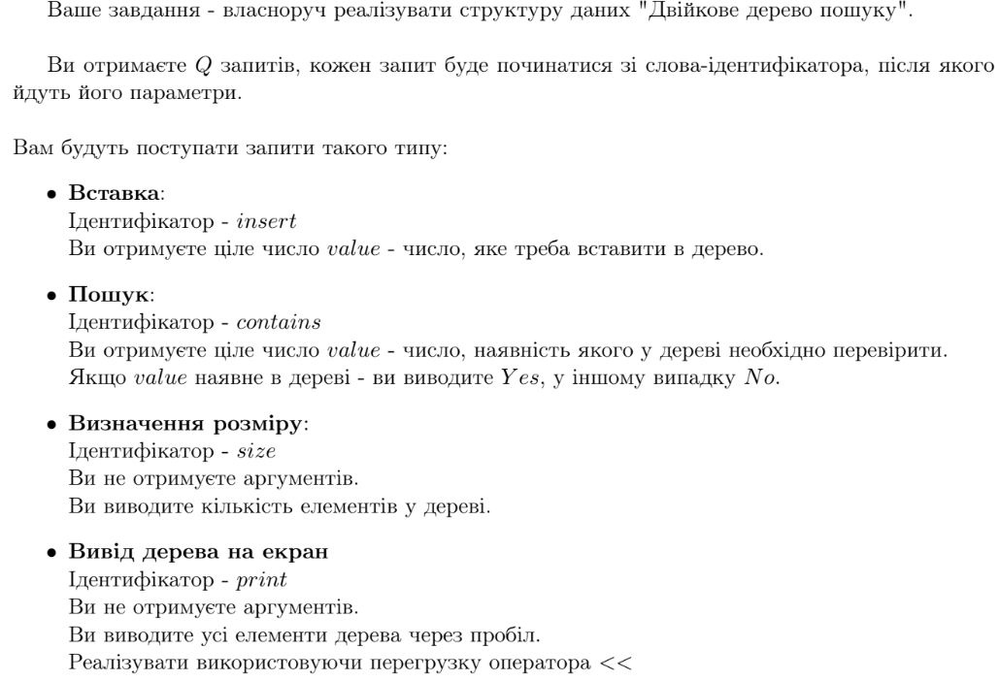 Ваше завдання - власноруч реалізувати структуру даних "Двійкове дерево пошуку".
Ви отримаєте Q запитів, кожен запит буде починатися зі слова-ідентифікатора, після якого
йдуть його параметри.
Вам будуть поступати запити такого типу:
• Вставка:
Ідентифікатор - insert
Ви отримуєте ціле число value - число, яке треба вставити в дерево.
• Пошук:
Ідентифікатор - contains
Ви отримуєте ціле число value - число, наявність якого у дереві необхідно перевірити.
Якщо value наявне в дереві - ви виводите Yes, у іншому випадку No.
• Визначення розміру:
Ідентифікатор - size
Ви не отримуєте аргументів.
Ви виводите кількість елементів у дереві.
• Вивід дерева на екран
Ідентифікатор - print
Ви не отримуєте аргументів.
Ви виводите усі елементи дерева через пробіл.
Реалізувати використовуючи перегрузку оператора <<